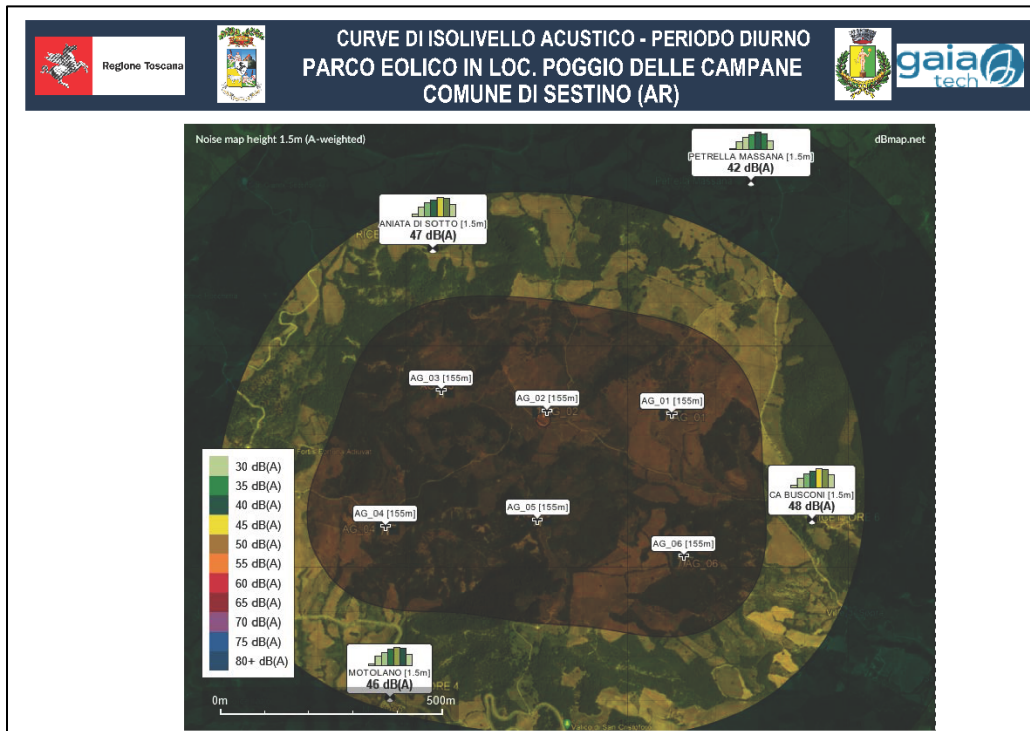 Regione Toscana
CURVE DI ISOLIVELLO ACUSTICO - PERIODO DIURNO
PARCO EOLICO IN LOC. POGGIO DELLE CAMPANE
COMUNE DI SESTINO (AR)
gaia
tech
Noise map height 1.5m (A-weighted)
dBmap.net
PETRELLA MASSANA [1.5m]
42 dB(A)
ANIATA DI SOTTO [1.5m]
47 dB(A)
AG_03 [155m]
AG_02 [155m]
AG_01 [155m]
CA BUSCONI [1.5m]
48 dB(A)
AG_04 [155m]
AG_05 [155m]
AG_06 [155m]
AG_06
30 dB(A)
35 dB(A)
40 dB(A)
45 dB(A)
50 dB(A)
55 dB(A)
60 dB(A)
65 dB(A)
70 dB(A)
75 dB(A)
80+ dB(A)
MOTOLANO [1.5m]
46 dB(A)
0m
500m